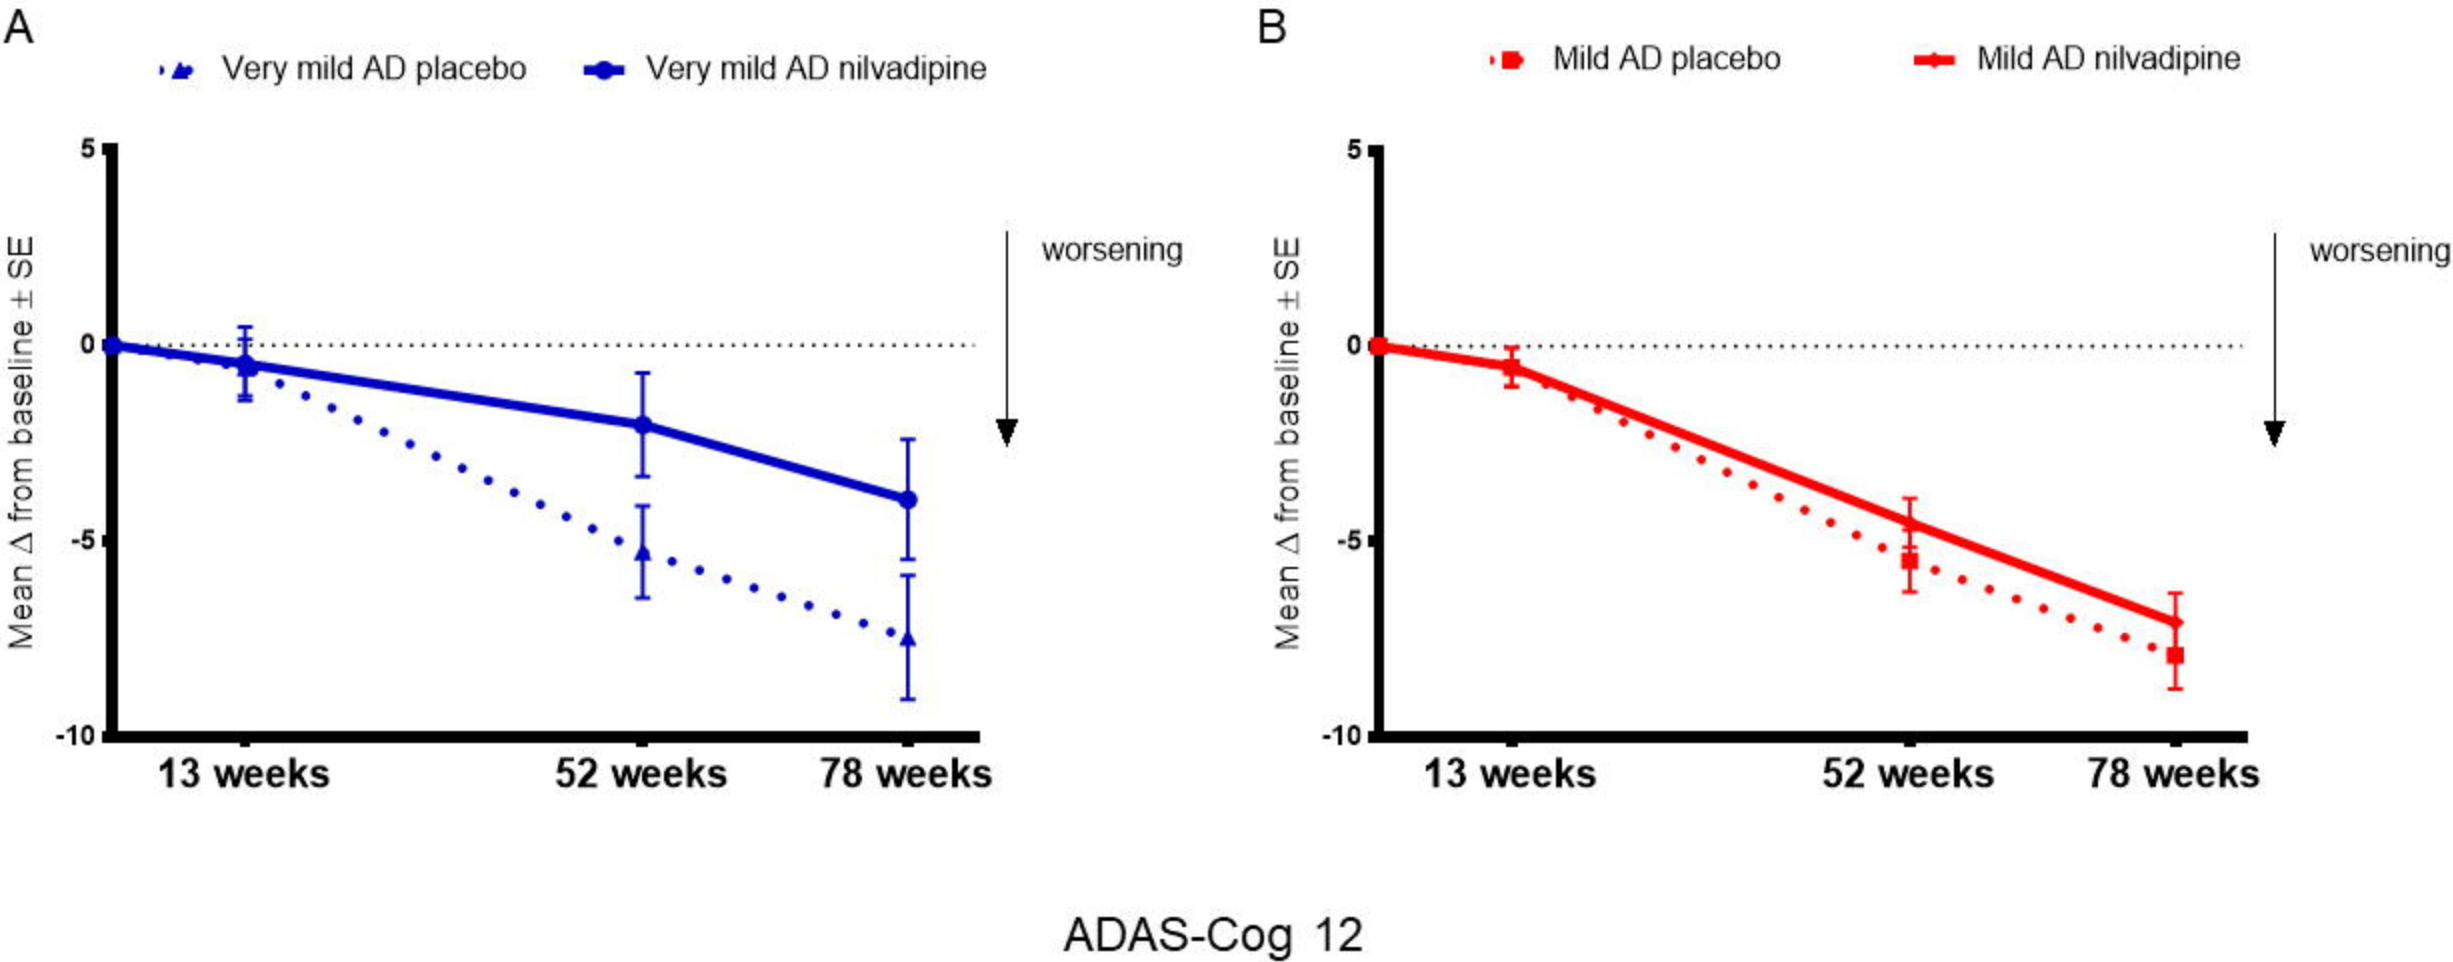 A
Very mild AD placebo
Very mild AD nilvadipine
5
0
-5
-10
Mean Δ from baseline ± SE
worsening
13 weeks
52 weeks
78 weeks
B
Mild AD placebo
Mild AD nilvadipine
5
0
-5
-10
Mean Δ from baseline ± SE
worsening
13 weeks
52 weeks
78 weeks
ADAS-Cog 12